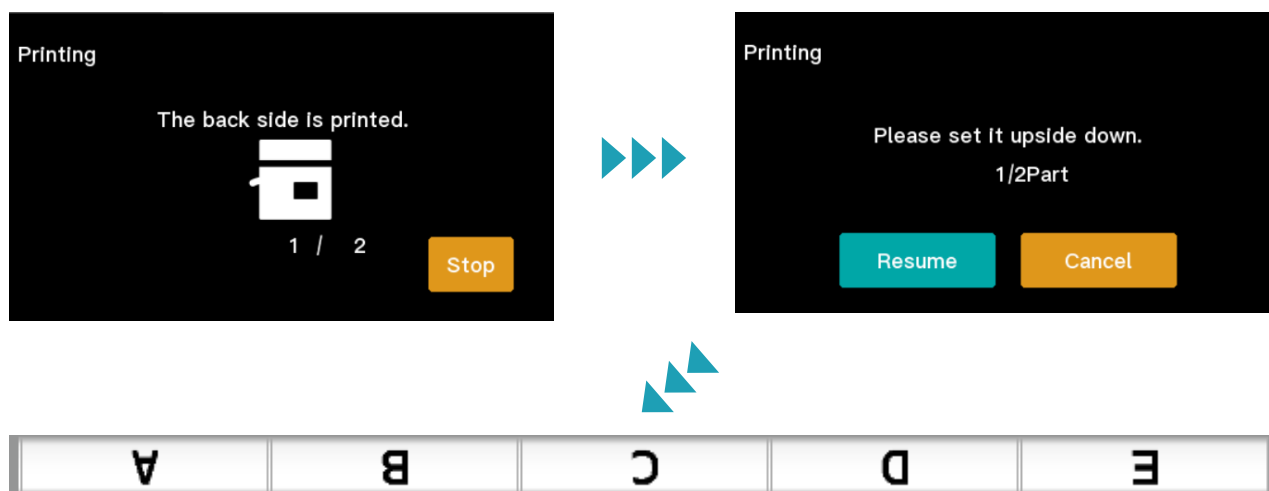 Printing
The back side is printed.
1 / 2
Stop
Printing
Please set it upside down.
1/2Part
Resume Cancel
A B C D E